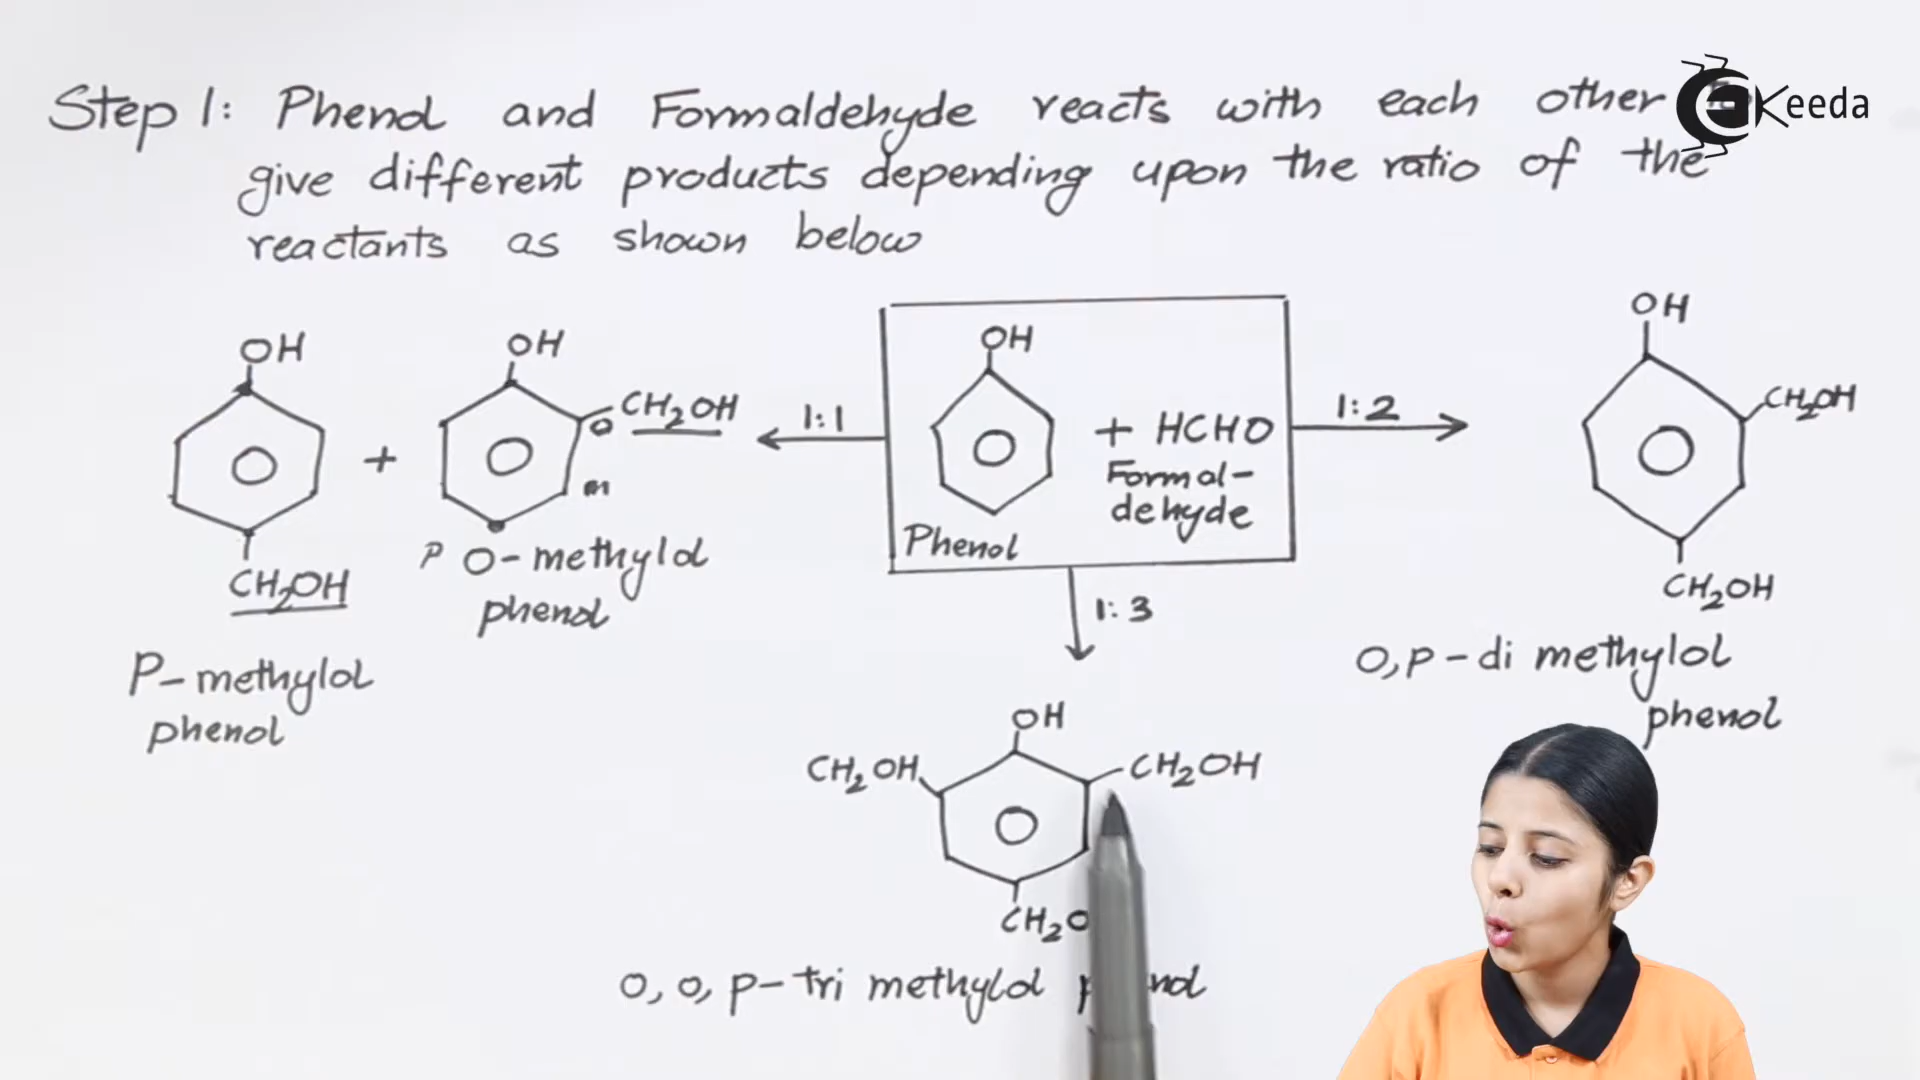 Step 1: Phenol and Formaldehyde reacts with each other
give different products depending upon the ratio of the
reactants as shown below
Keeda
OH
OH
CH2OH
o
m
P
+
CH2OH
P-methylol
phenol
O-methylol
phenol
1:1
OH
+ HCHO
Formal-
dehyde
Phenol
1:2
1:3
OH
CH2OH
CH2OH
O,p-di methylol
phenol
OH
CH2OH
CH2OH
CH2O
O,O,p-tri methylol